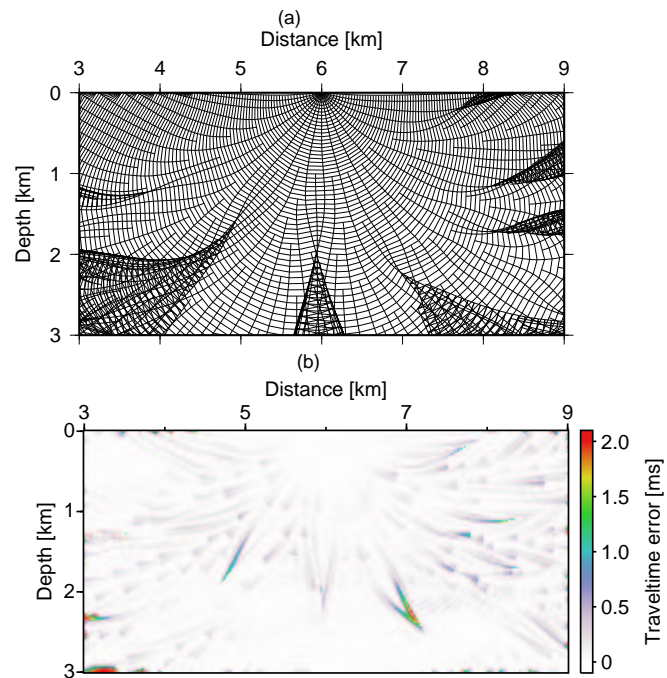 (a)
Distance [km]
3 4 5 6 7 8 9
0
1
2
3
Depth [km]
(b)
Distance [km]
3 5 7 9
0
1
2
3
Depth [km]
2.0
1.5
1.0
0.5
0
Traveltime error [ms]